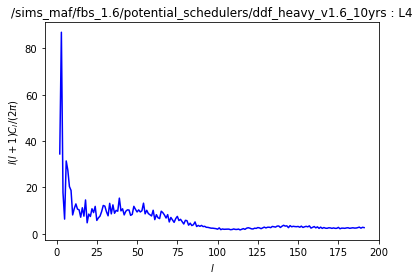 /sims_maf/fbs_1.6/potential_schedulers/ddf_heavy_v1.6_10yrs : L4
80
60
40
20
0
l(l + 1)C_l/(2π)
0 25 50 75 100 125 150 175 200
l